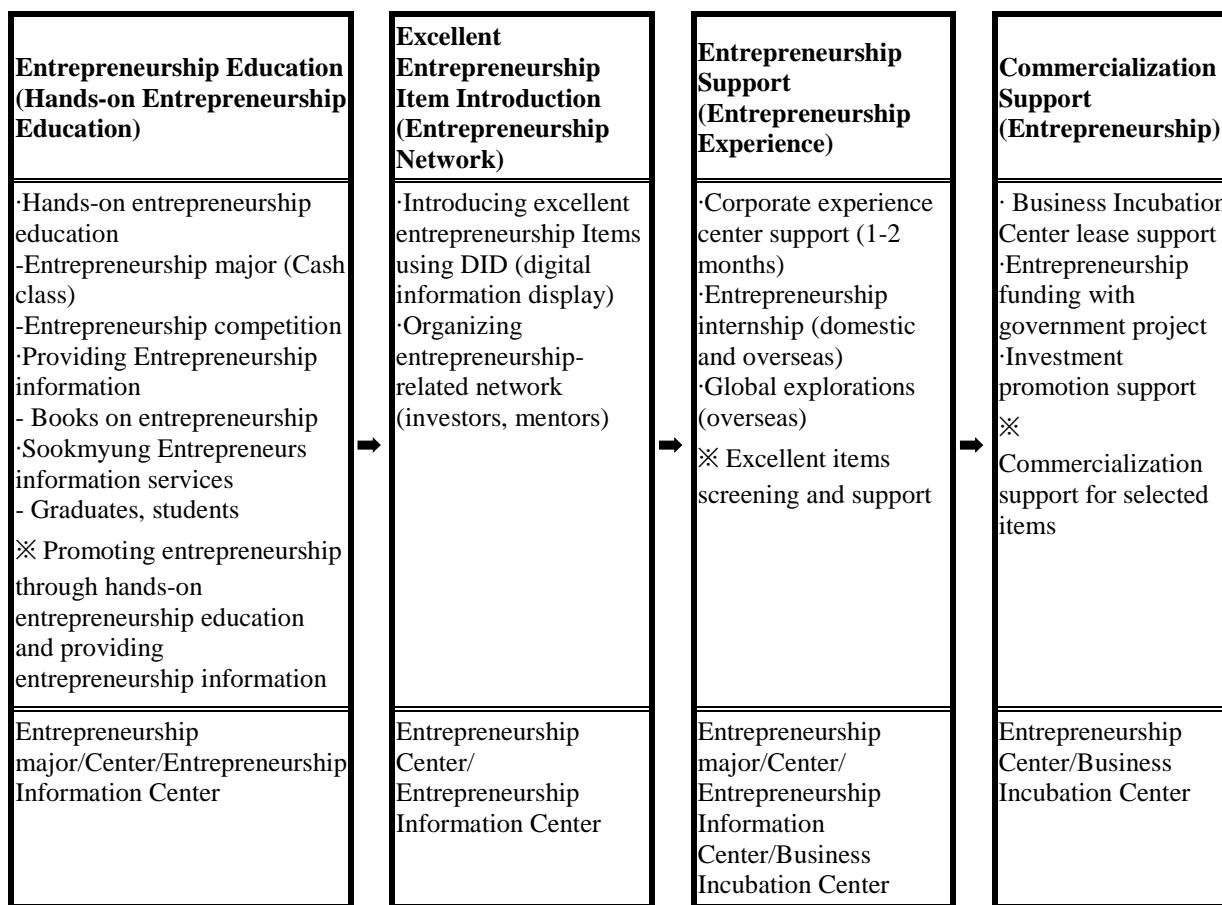 Entrepreneurship Education
(Hands-on Entrepreneurship
Education)
·Hands-on entrepreneurship
education
-Entrepreneurship major (Cash
class)
-Entrepreneurship competition
·Providing Entrepreneurship
information
- Books on entrepreneurship
·Sookmyung Entrepreneurs
information services
- Graduates, students
※ Promoting entrepreneurship
through hands-on
entrepreneurship education
and providing
entrepreneurship information
Entrepreneurship
major/Center/Entrepreneurship
Information Center
➡
Excellent
Entrepreneurship
Item Introduction
(Entrepreneurship
Network)
·Introducing excellent
entrepreneurship Items
using DID (digital
information display)
·Organizing
entrepreneurship-
related network
(investors, mentors)
Entrepreneurship
Center/
Entrepreneurship
Information Center
➡
Entrepreneurship
Support
(Entrepreneurship
Experience)
·Corporate experience
center support (1-2
months)
·Entrepreneurship
internship (domestic
and overseas)
·Global explorations
(overseas)
※ Excellent items
screening and support
Entrepreneurship
major/Center/
Entrepreneurship
Information
Center/Business
Incubation Center
➡
Commercialization
Support
(Entrepreneurship)
· Business Incubation
Center lease support
·Entrepreneurship
funding with
government project
·Investment
promotion support
※
Commercialization
support for selected
items
Entrepreneurship
Center/Business
Incubation Center